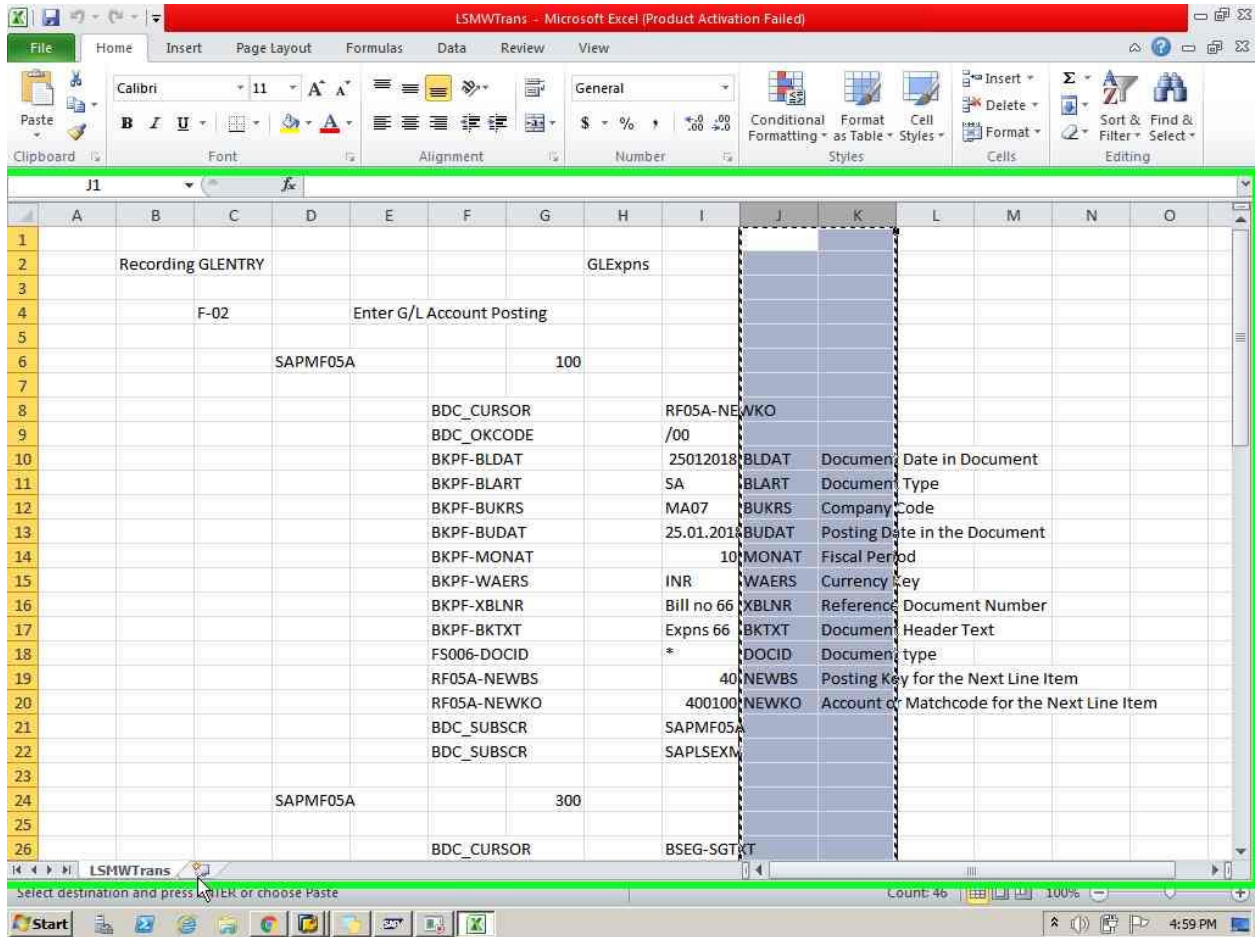 LSMWTrans - Microsoft Excel (Product Activation Failed)
File Home Insert Page Layout Formulas Data Review View
Paste Calibri 11 General Conditional Formatting Format as Table Cell Styles Insert Delete Format Sort & Filter Find & Select
Clipboard Font Alignment Number Styles Cells Editing
J1 fx
A B C D E F G H I J K L M N O
1
2 Recording GLENTRY GLExpns
3
4 F-02 Enter G/L Account Posting
5
6 SAPMF05A 100
7
8 BDC_CURSOR RF05A-NEWKO
9 BDC_OKCODE /00
10 BKPF-BLDAT 25012018 BLDAT Document Date in Document
11 BKPF-BLART SA BLART Document Type
12 BKPF-BUKRS MA07 BUKRS Company Code
13 BKPF-BUDAT 25.01.2018 BUDAT Posting Date in the Document
14 BKPF-MONAT 10 MONAT Fiscal Period
15 BKPF-WAERS INR WAERS Currency Key
16 BKPF-XBLNR Bill no 66 XBLNR Reference Document Number
17 BKPF-BKTXT Expns 66 BKTXT Document Header Text
18 FS006-DOCID * DOCID Document type
19 RF05A-NEWBS 40 NEWBS Posting Key for the Next Line Item
20 RF05A-NEWKO 400100 NEWKO Account or Matchcode for the Next Line Item
21 BDC_SUBSCR SAPMF05A
22 BDC_SUBSCR SAPLSEXM
23
24 SAPMF05A 300
25
26 BDC_CURSOR BSEG-SGTXT
LSMWTrans
Select destination and press ENTER or choose Paste Count: 46 100%
Start SAP 4:59 PM